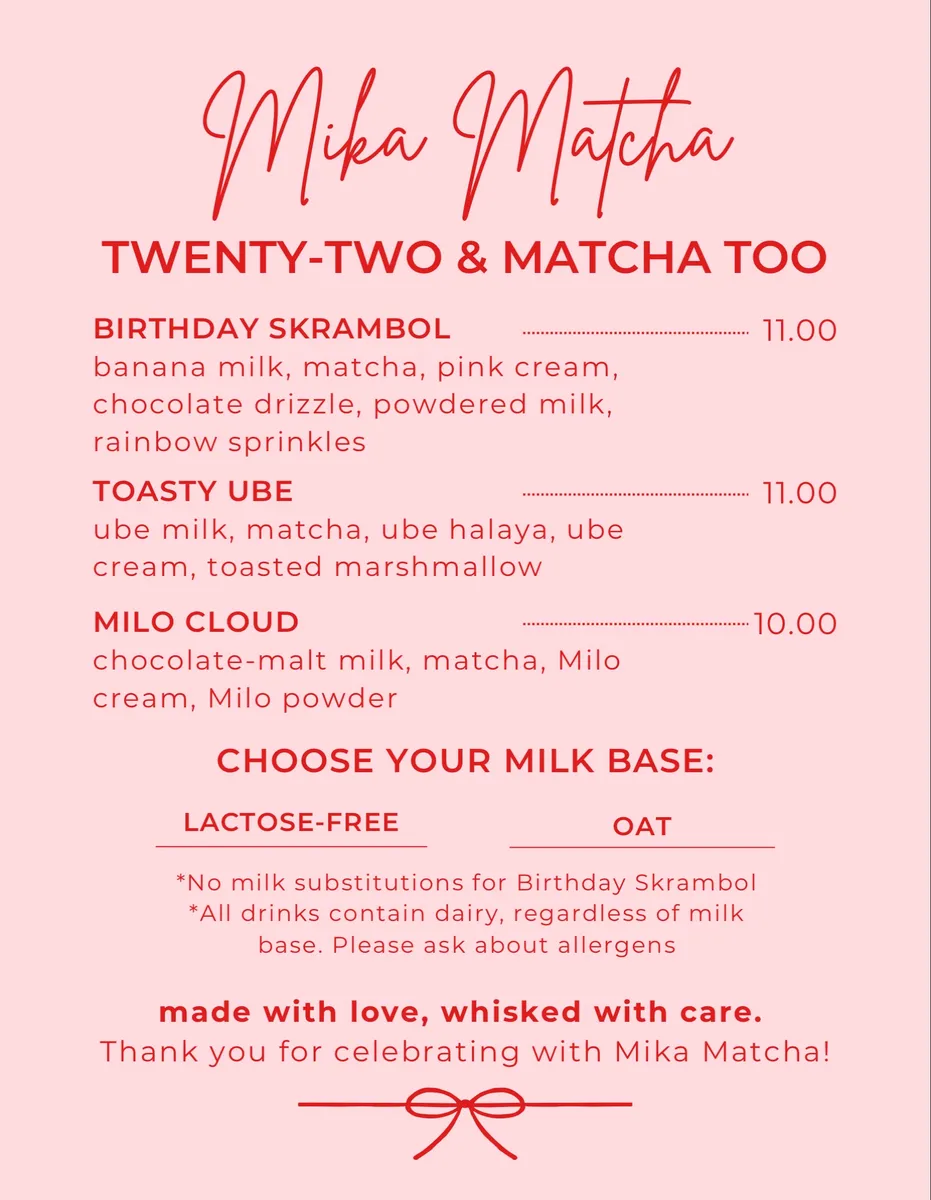 Mika Matcha
TWENTY-TWO & MATCHA TOO
BIRTHDAY SKRAMBOL ........ 11.00
banana milk, matcha, pink cream,
chocolate drizzle, powdered milk,
rainbow sprinkles
TOASTY UBE ........ 11.00
ube milk, matcha, ube halaya, ube
cream, toasted marshmallow
MILO CLOUD ........ 10.00
chocolate-malt milk, matcha, Milo
cream, Milo powder
CHOOSE YOUR MILK BASE:
LACTOSE-FREE OAT
*No milk substitutions for Birthday Skrambol
*All drinks contain dairy, regardless of milk
base. Please ask about allergens
made with love, whisked with care.
Thank you for celebrating with Mika Matcha!